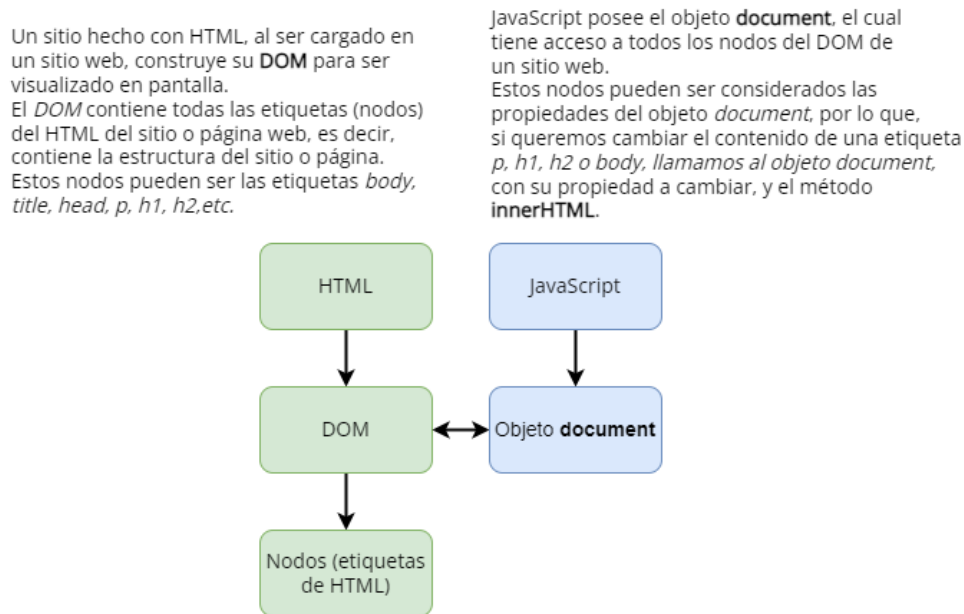 Un sitio hecho con HTML, al ser cargado en
un sitio web, construye su DOM para ser
visualizado en pantalla.
El DOM contiene todas las etiquetas (nodos)
del HTML del sitio o página web, es decir,
contiene la estructura del sitio o página.
Estos nodos pueden ser las etiquetas body,
title, head, p, h1, h2,etc.
JavaScript posee el objeto document, el cual
tiene acceso a todos los nodos del DOM de
un sitio web.
Estos nodos pueden ser considerados las
propiedades del objeto document, por lo que,
si queremos cambiar el contenido de una etiqueta
p, h1, h2 o body, llamamos al objeto document,
con su propiedad a cambiar, y el método
innerHTML.
HTML
JavaScript
DOM
Objeto document
Nodos (etiquetas
de HTML)